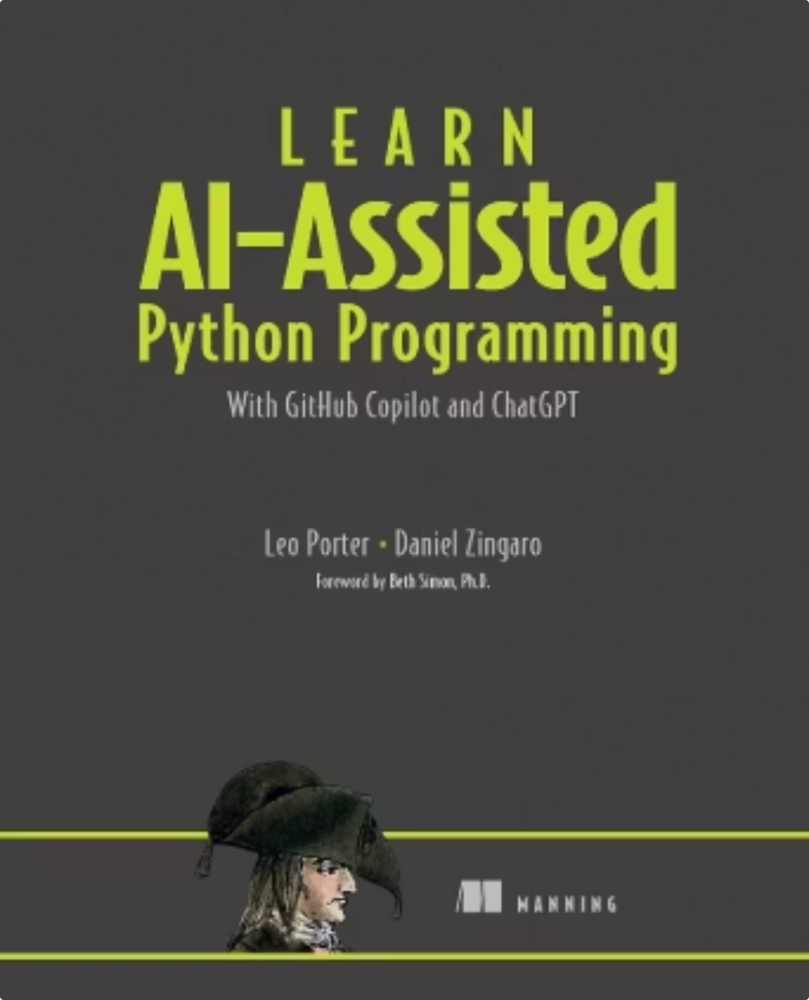 LEARN
AI-Assisted
Python Programming
With GitHub Copilot and ChatGPT
Leo Porter • Daniel Zingaro
Foreword by Beth Simon, Ph.D.
MANNING